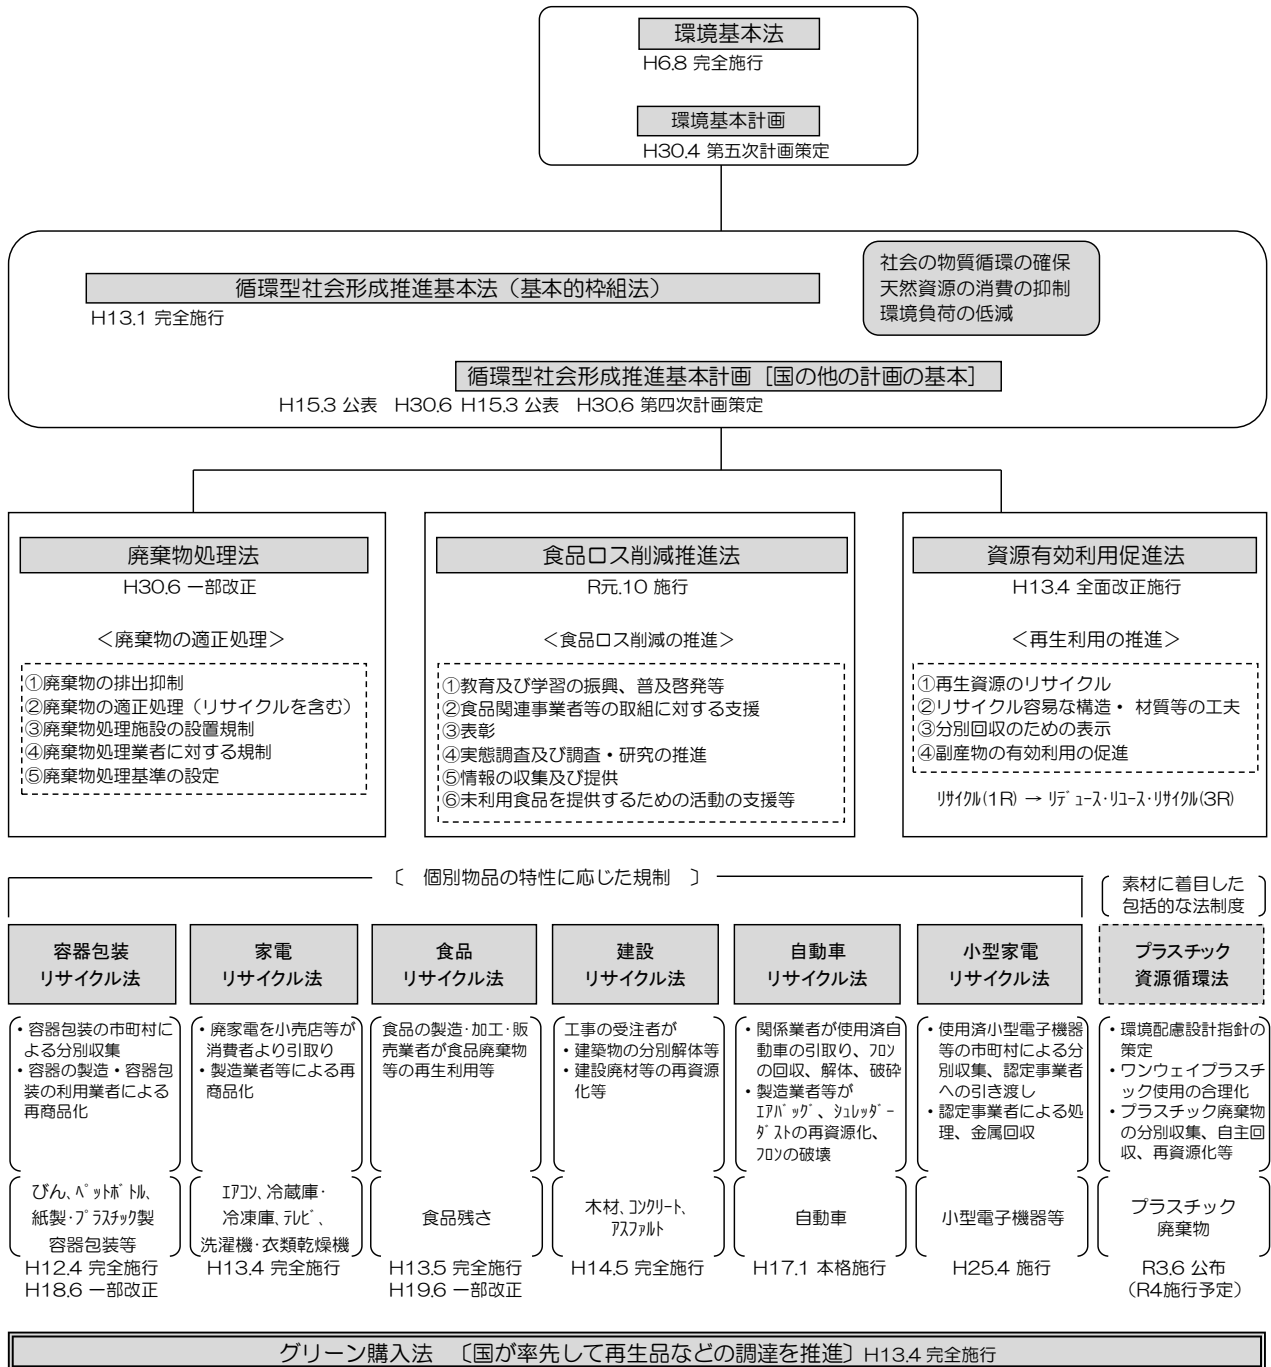 環境基本法
H6.8 完全施行
環境基本計画
H30.4 第五次計画策定
社会の物質循環の確保
天然資源の消費の抑制
環境負荷の低減
循環型社会形成推進基本法（基本的枠組法）
H13.1 完全施行
循環型社会形成推進基本計画［国の他の計画の基本］
H15.3 公表　H30.6 H15.3 公表　H30.6 第四次計画策定
廃棄物処理法
H30.6 一部改正
＜廃棄物の適正処理＞
①廃棄物の排出抑制
②廃棄物の適正処理（リサイクルを含む）
③廃棄物処理施設の設置規制
④廃棄物処理業者に対する規制
⑤廃棄物処理基準の設定
食品ロス削減推進法
R元.10 施行
＜食品ロス削減の推進＞
①教育及び学習の振興、普及啓発等
②食品関連事業者等の取組に対する支援
③表彰
④実態調査及び調査・研究の推進
⑤情報の収集及び提供
⑥未利用食品を提供するための活動の支援等
資源有効利用促進法
H13.4 全面改正施行
＜再生利用の推進＞
①再生資源のリサイクル
②リサイクル容易な構造・ 材質等の工夫
③分別回収のための表示
④副産物の有効利用の促進
ﾘｻｲｸﾙ(1R) → ﾘﾃﾞｭｰｽ･ﾘﾕｰｽ･ﾘｻｲｸﾙ(3R)
〔　個別物品の特性に応じた規制　〕
素材に着目した
包括的な法制度
容器包装
リサイクル法
・容器包装の市町村に
よる分別収集
・容器の製造・容器包
装の利用業者による
再商品化
びん､ﾍﾟｯﾄﾎﾞﾄﾙ､
紙製･ﾌﾟﾗｽﾁｯｸ製
容器包装等
H12.4 完全施行
H18.6 一部改正
家電
リサイクル法
・廃家電を小売店等が
消費者より引取り
・製造業者等による再
商品化
ｴｱｺﾝ､冷蔵庫･
冷凍庫､ﾃﾚﾋﾞ､
洗濯機･衣類乾燥機
H13.4 完全施行
食品
リサイクル法
食品の製造･加工･販
売業者が食品廃棄物
等の再生利用等
食品残さ
H13.5 完全施行
H19.6 一部改正
建設
リサイクル法
工事の受注者が
・建築物の分別解体等
・建設廃材等の再資源
化等
木材､ｺﾝｸﾘｰﾄ､
ｱｽﾌｧﾙﾄ
H14.5 完全施行
自動車
リサイクル法
・関係業者が使用済自
動車の引取り、ﾌﾛﾝ
の回収、解体、破砕
・製造業者等が
ｴｱﾊﾞｯｸﾞ、ｼｭﾚｯﾀﾞｰ
ﾀﾞｽﾄの再資源化、
ﾌﾛﾝの破壊
自動車
H17.1 本格施行
小型家電
リサイクル法
・使用済小型電子機器
等の市町村による分
別収集、認定事業者
への引き渡し
・認定事業者による処
理、金属回収
小型電子機器等
H25.4 施行
プラスチック
資源循環法
・環境配慮設計指針の
策定
・ワンウェイプラスチ
ック使用の合理化
・プラスチック廃棄物
の分別収集、自主回
収、再資源化等
プラスチック
廃棄物
R3.6 公布
（R4施行予定）
グリーン購入法　〔国が率先して再生品などの調達を推進〕H13.4 完全施行